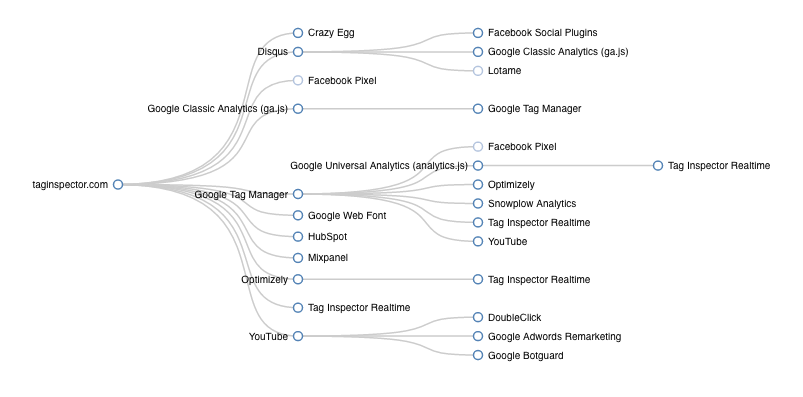 Crazy Egg
Facebook Social Plugins
Disqus
Google Classic Analytics (ga.js)
Lotame
Facebook Pixel
Google Classic Analytics (ga.js)
Google Tag Manager
Facebook Pixel
Google Universal Analytics (analytics.js)
Tag Inspector Realtime
taginspector.com
Optimizely
Google Tag Manager
Snowplow Analytics
Google Web Font
Tag Inspector Realtime
HubSpot
YouTube
Mixpanel
Optimizely
Tag Inspector Realtime
Tag Inspector Realtime
DoubleClick
YouTube
Google Adwords Remarketing
Google Botguard